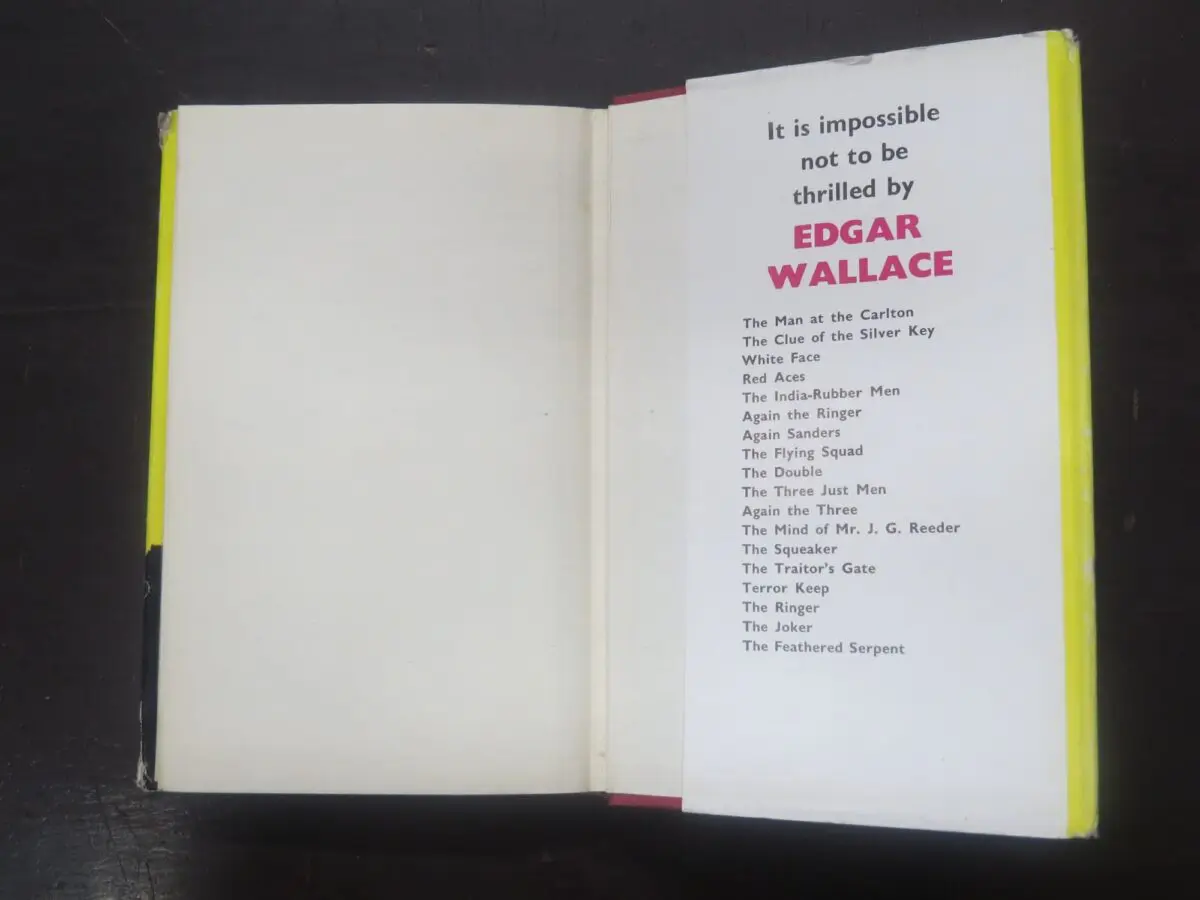 It is impossible
not to be
thrilled by
EDGAR
WALLACE
The Man at the Carlton
The Clue of the Silver Key
White Face
Red Aces
The India-Rubber Men
Again the Ringer
Again Sanders
The Flying Squad
The Double
The Three Just Men
Again the Three
The Mind of Mr. J. G. Reeder
The Squeaker
The Traitor's Gate
Terror Keep
The Ringer
The Joker
The Feathered Serpent